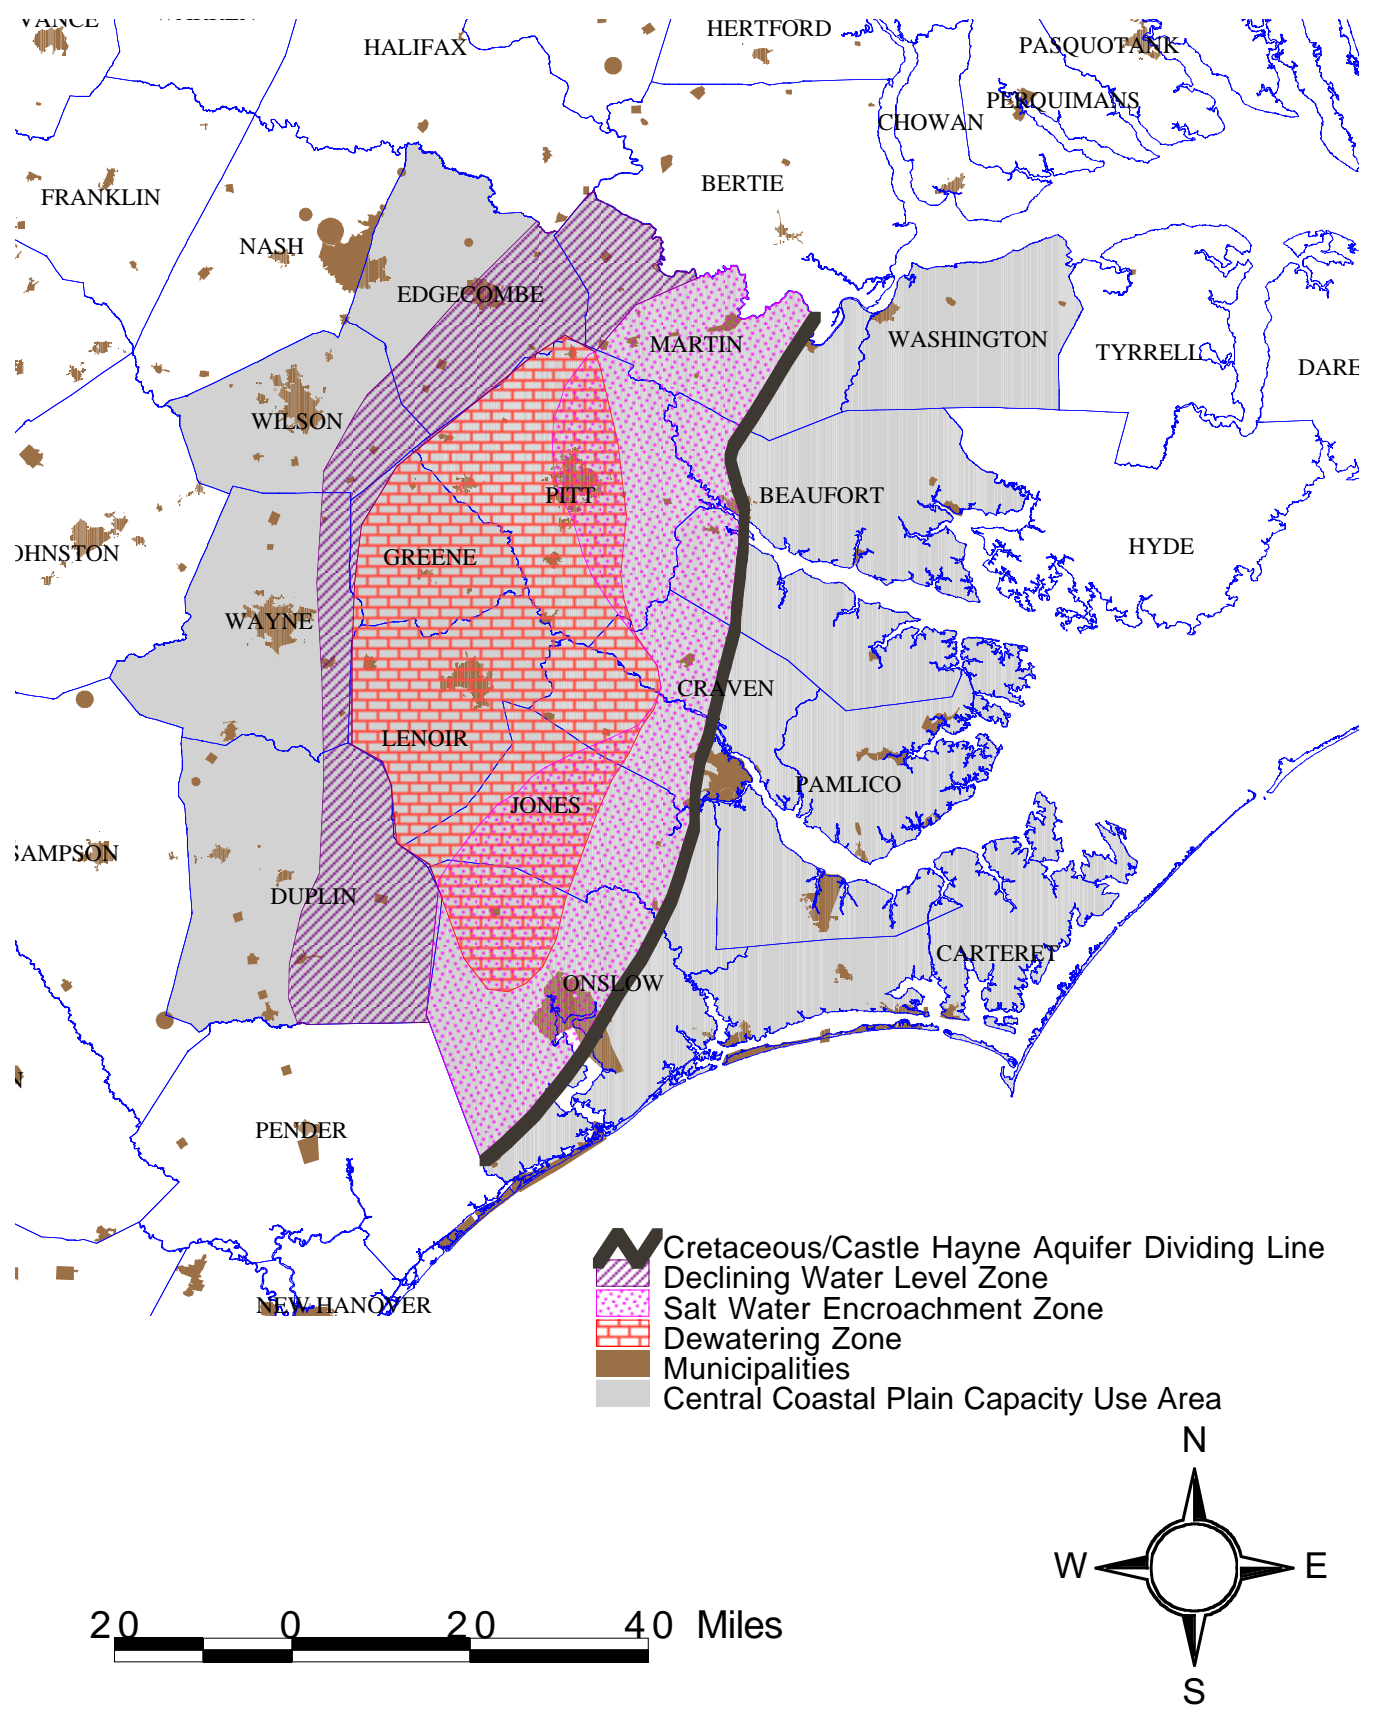 VANCE
HALIFAX
HERTFORD
PASQUOTANK
PERQUIMANS
CHOWAN
FRANKLIN
BERTIE
NASH
EDGECOMBE
MARTIN
WASHINGTON
TYRRELL
DARE
WILSON
PITT
BEAUFORT
HYDE
OHNSTON
GREENE
WAYNE
CRAVEN
LENOIR
PAMLICO
JONES
SAMPSON
DUPLIN
CARTERET
ONSLOW
PENDER
NEW HANOVER
Cretaceous/Castle Hayne Aquifer Dividing Line
Declining Water Level Zone
Salt Water Encroachment Zone
Dewatering Zone
Municipalities
Central Coastal Plain Capacity Use Area
N
W E
S
20 0 20 40 Miles